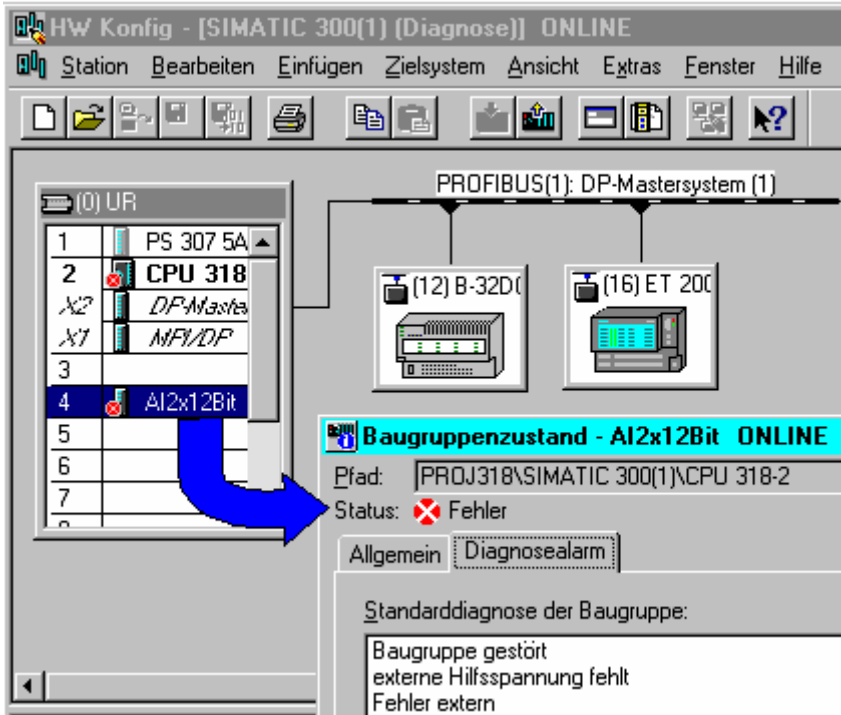 HW Konfig - [SIMATIC 300(1) (Diagnose)] ONLINE
Station Bearbeiten Einfügen Zielsystem Ansicht Extras Fenster Hilfe
PROFIBUS(1): DP-Mastersystem (1)
(0) UR
1 PS 307 5A
2 CPU 318
X2 DP-Master
X1 MPI/DP
3
4 AI2x12Bit
5
6
7
(12) B-32DO
(16) ET 200
Baugruppenzustand - AI2x12Bit ONLINE
Pfad: PROJ318\SIMATIC 300(1)\CPU 318-2
Status: Fehler
Allgemein Diagnosealarm
Standarddiagnose der Baugruppe:
Baugruppe gestört
externe Hilfsspannung fehlt
Fehler extern